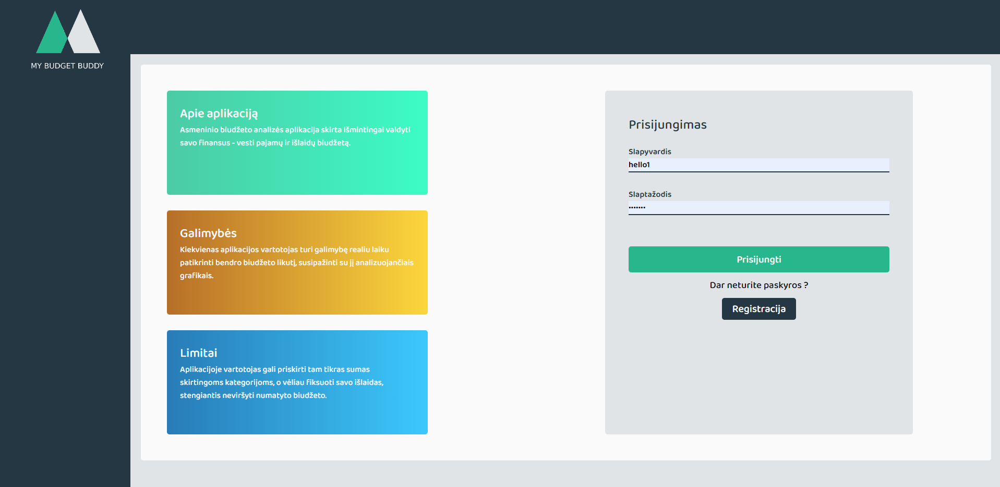 MY BUDGET BUDDY
Apie aplikaciją
Asmeninio biudžeto analizės aplikacija skirta išmintingai valdyti
savo finansus - vesti pajamų ir išlaidų biudžetą.
Galimybės
Kiekvienas aplikacijos vartotojas turi galimybę realiu laiku
patikrinti bendro biudžeto likutį, susipažinti su jį analizuojančiais
grafikais.
Limitai
Aplikacijoje vartotojas gali priskirti tam tikras sumas
skirtingoms kategorijoms, o vėliau fiksuoti savo išlaidas,
stengiantis neviršyti numatyto biudžeto.
Prisijungimas
Slapyvardis
hello1
Slaptažodis
•••••••
Prisijungti
Dar neturite paskyros ?
Registracija